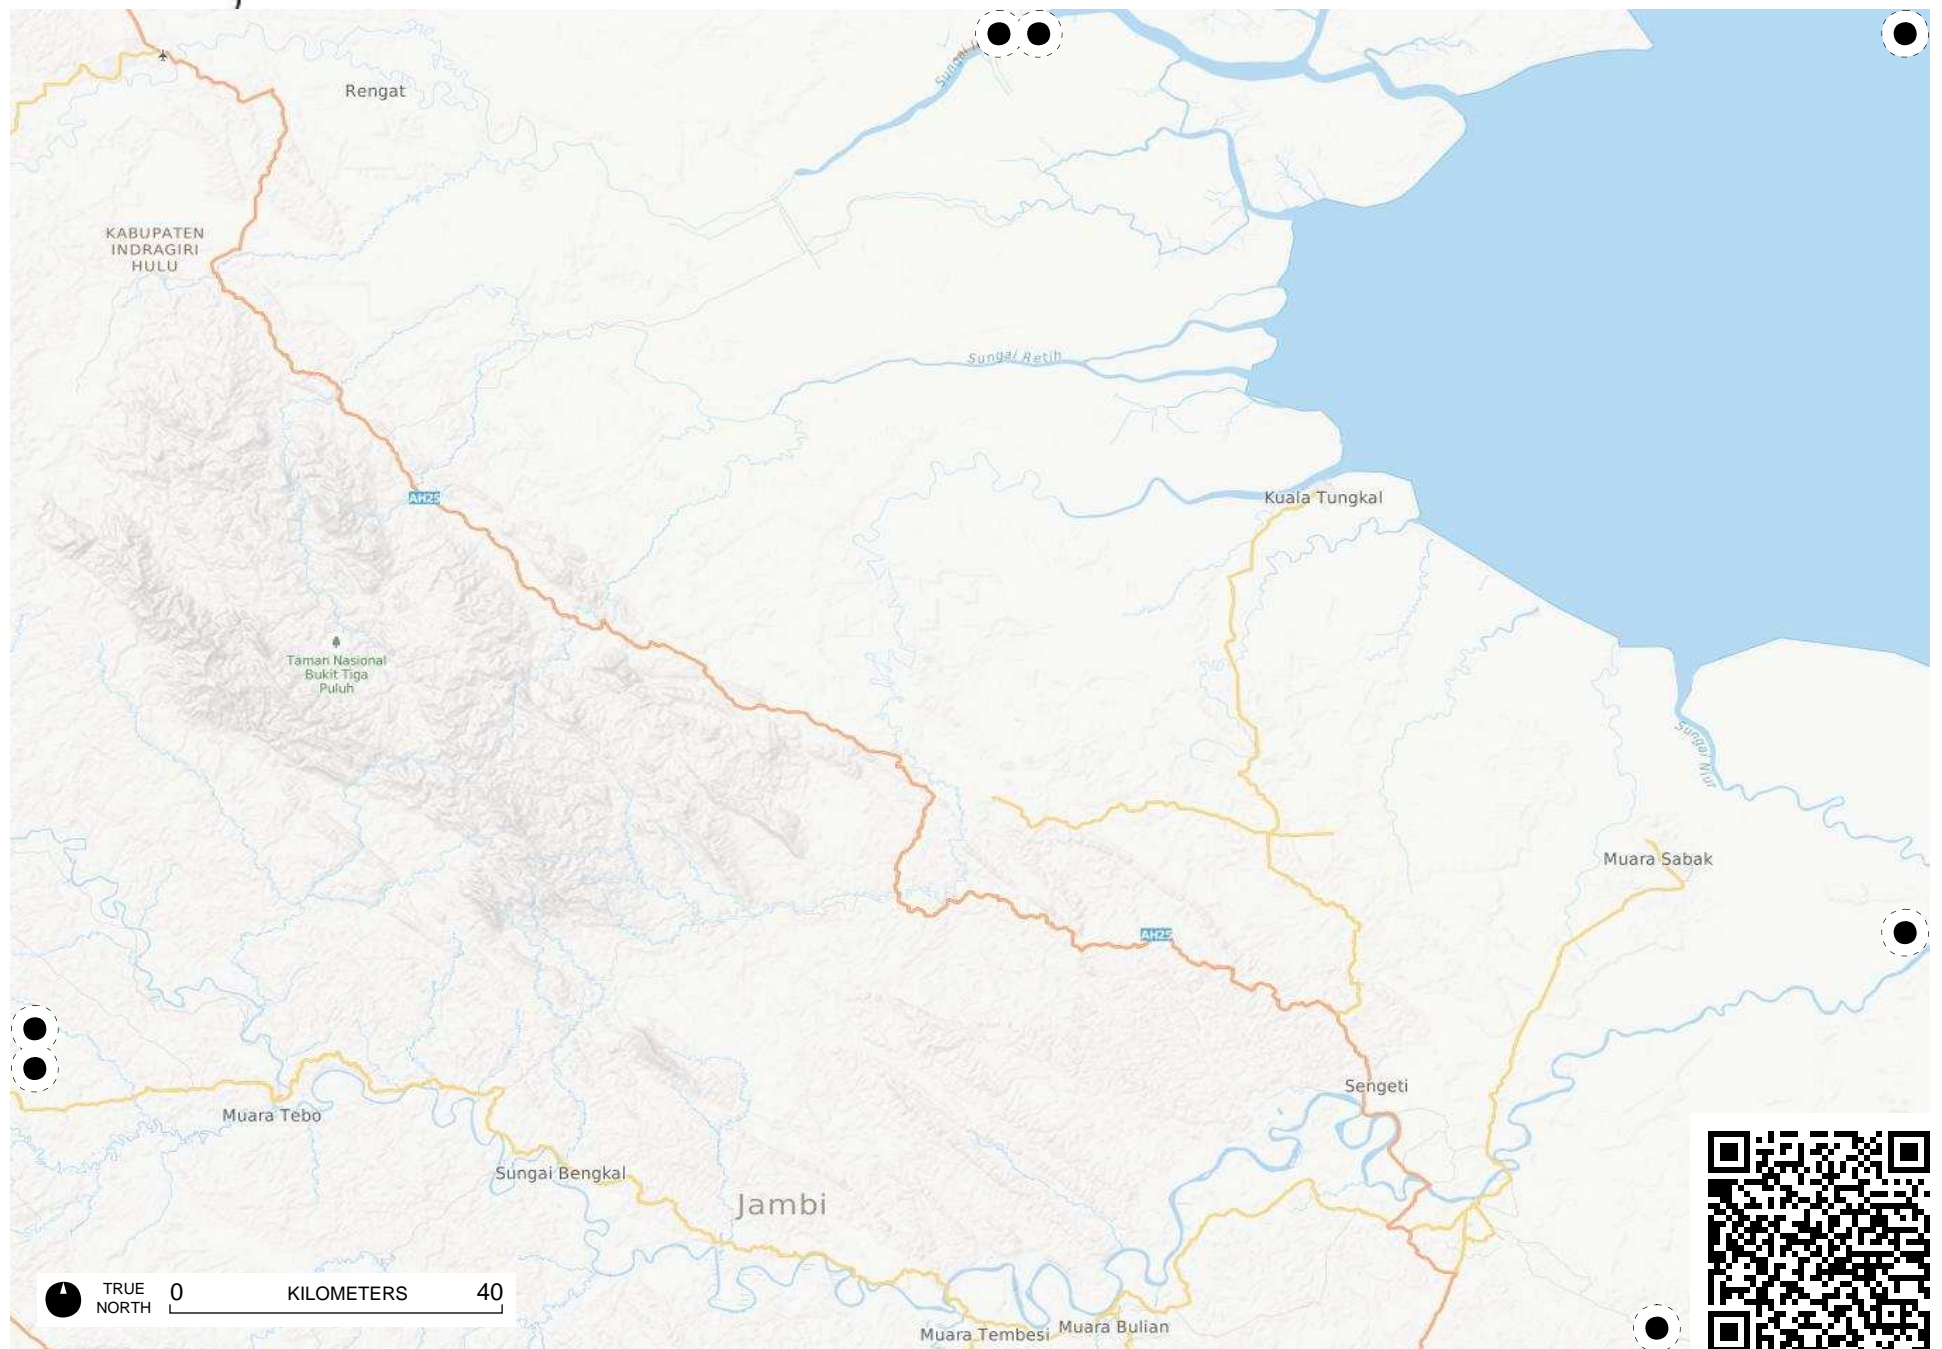 Rengat
KABUPATEN
INDRAGIRI
HULU
Sungai Retih
Kuala Tungkal
AH25
Taman Nasional
Bukit Tiga
Puluh
Sungai Niur
Muara Sabak
AH25
Sengeti
Muara Tebo
Sungai Bengkal
Jambi
TRUE
NORTH
0 KILOMETERS 40
Muara Tembesi
Muara Bulian
Sungai